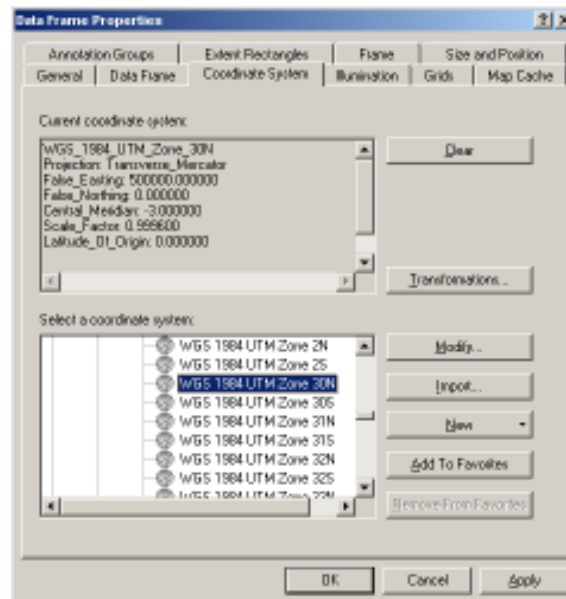 Data Frame Properties
Annotation Groups Extent Rectangles Frame Size and Position
General Data Frame Coordinate System Illumination Grids Map Cache
Current coordinate system:
WGS_1984_UTM_Zone_30N
Projection: Transverse_Mercator
False_Easting: 500000.000000
False_Northing: 0.000000
Central_Meridian: -3.000000
Scale_Factor: 0.999600
Latitude_Of_Origin: 0.000000
Clear
Transformations...
Select a coordinate system:
WGS 1984 UTM Zone 2N
WGS 1984 UTM Zone 2S
WGS 1984 UTM Zone 30N
WGS 1984 UTM Zone 30S
WGS 1984 UTM Zone 31N
WGS 1984 UTM Zone 31S
WGS 1984 UTM Zone 32N
WGS 1984 UTM Zone 32S
WGS 1984 UTM Zone 33N
Modify...
Import...
New
Add To Favorites
Remove From Favorites
OK Cancel Apply